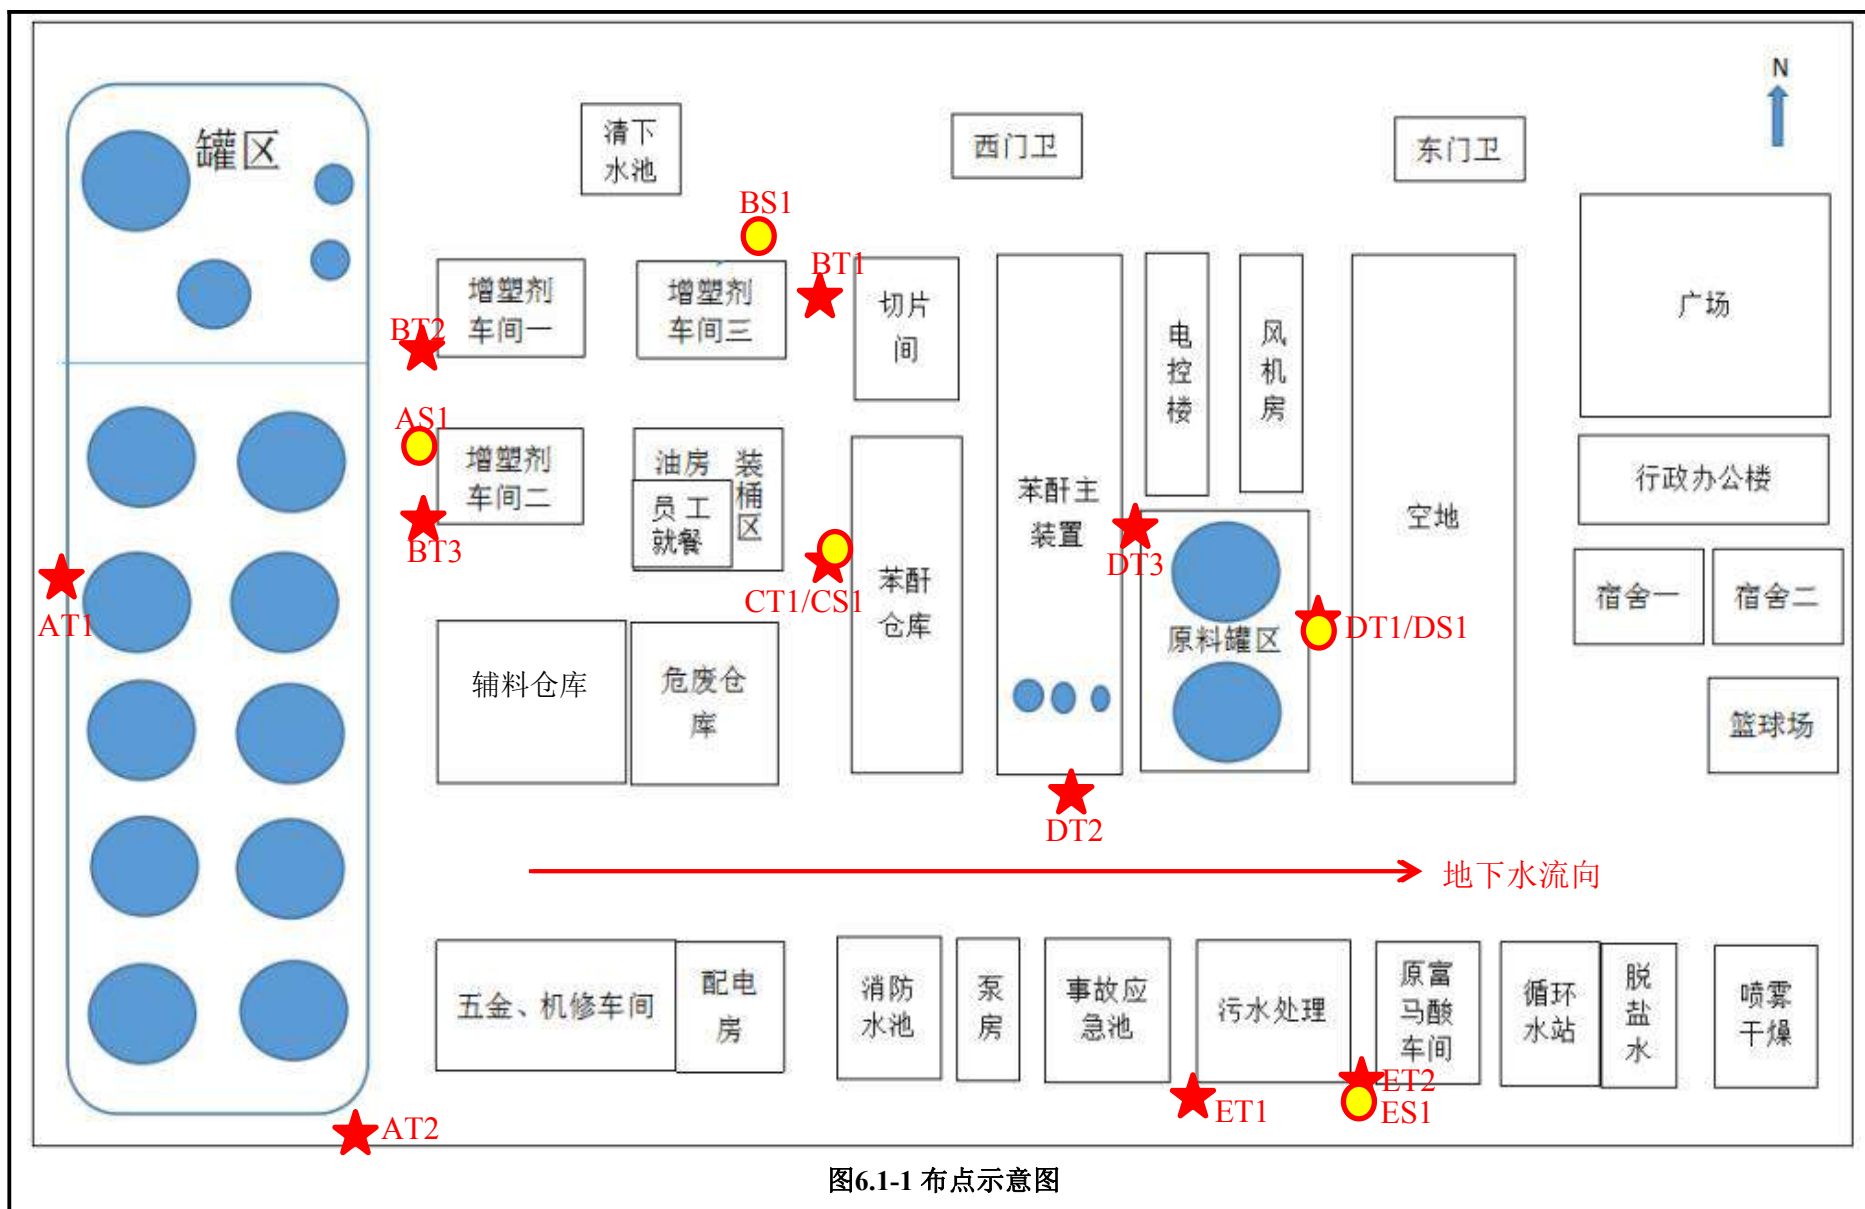 N
罐区
清下
水池
西门卫
东门卫
BS1
BT1
广场
增塑剂
车间一
增塑剂
车间三
切片
间
电
控
楼
风
机
房
BT2
AS1
增塑剂
车间二
油房
装
桶
区
员工
就餐
BT3
苯酐主
装置
空地
行政办公楼
DT3
AT1
CT1/CS1
苯酐
仓库
原料罐区
DT1/DS1
宿舍一
宿舍二
辅料仓库
危废仓
库
篮球场
DT2
地下水流向
五金、机修车间
配电
房
消防
水池
泵
房
事故应
急池
污水处理
原富
马酸
车间
循环
水站
脱
盐
水
喷雾
干燥
ET2
ET1
ES1
AT2
图6.1-1 布点示意图